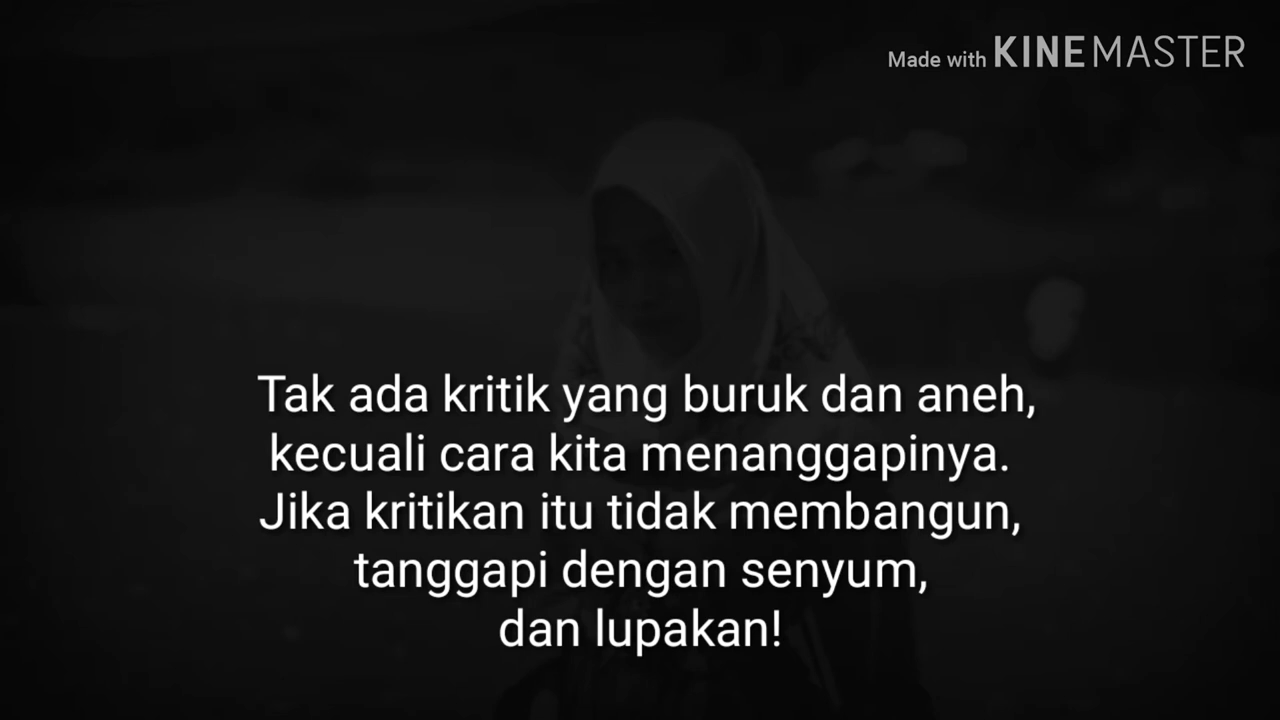 Made with KINEMASTER
Tak ada kritik yang buruk dan aneh,
kecuali cara kita menanggapinya.
Jika kritikan itu tidak membangun,
tanggapi dengan senyum,
dan lupakan!